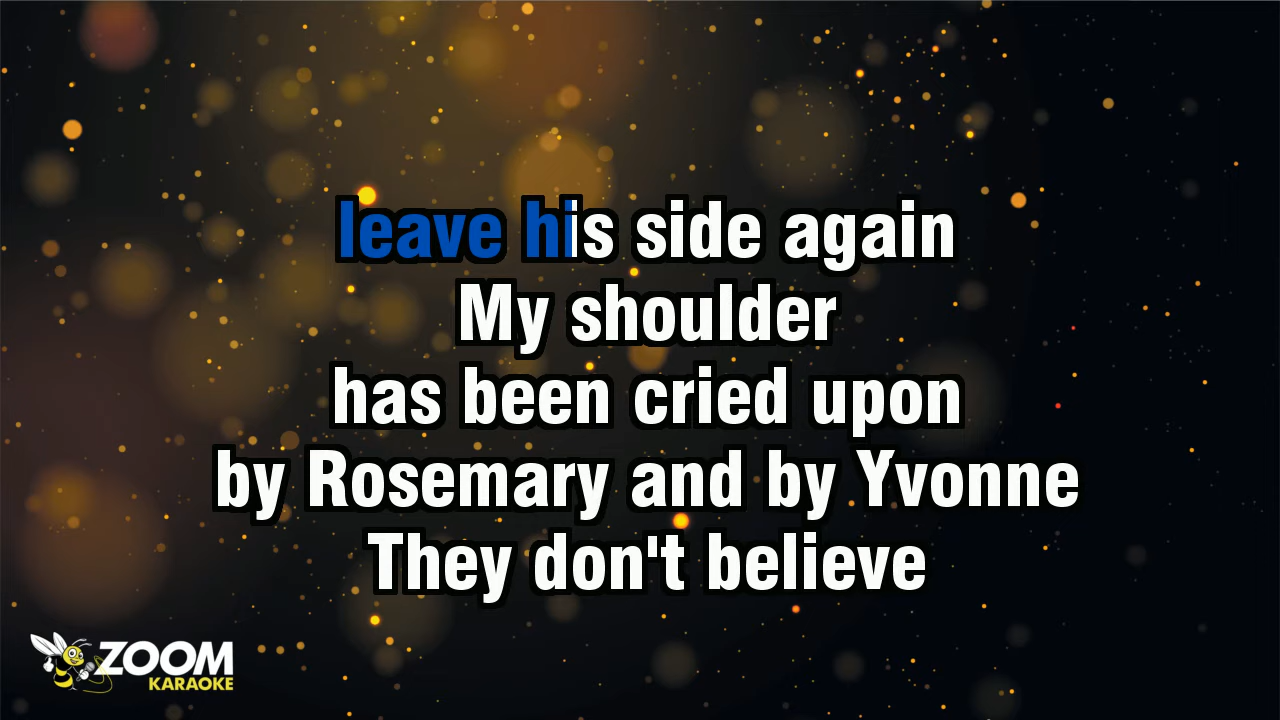 leave his side again
My shoulder
has been cried upon
by Rosemary and by Yvonne
They don't believe
ZOOM
KARAOKE